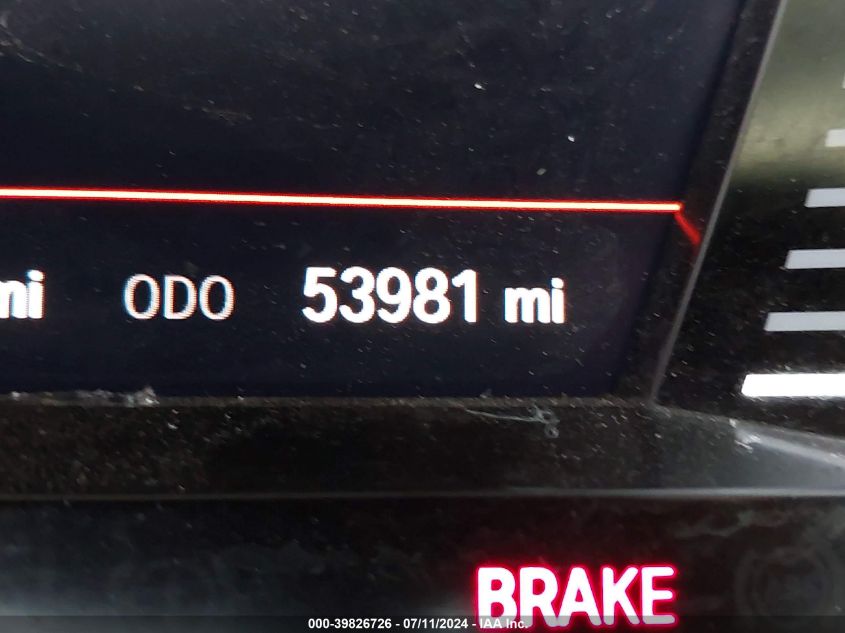 mi ODO 53981 mi
BRAKE
000-39826726 - 07/11/2024 - IAA Inc.